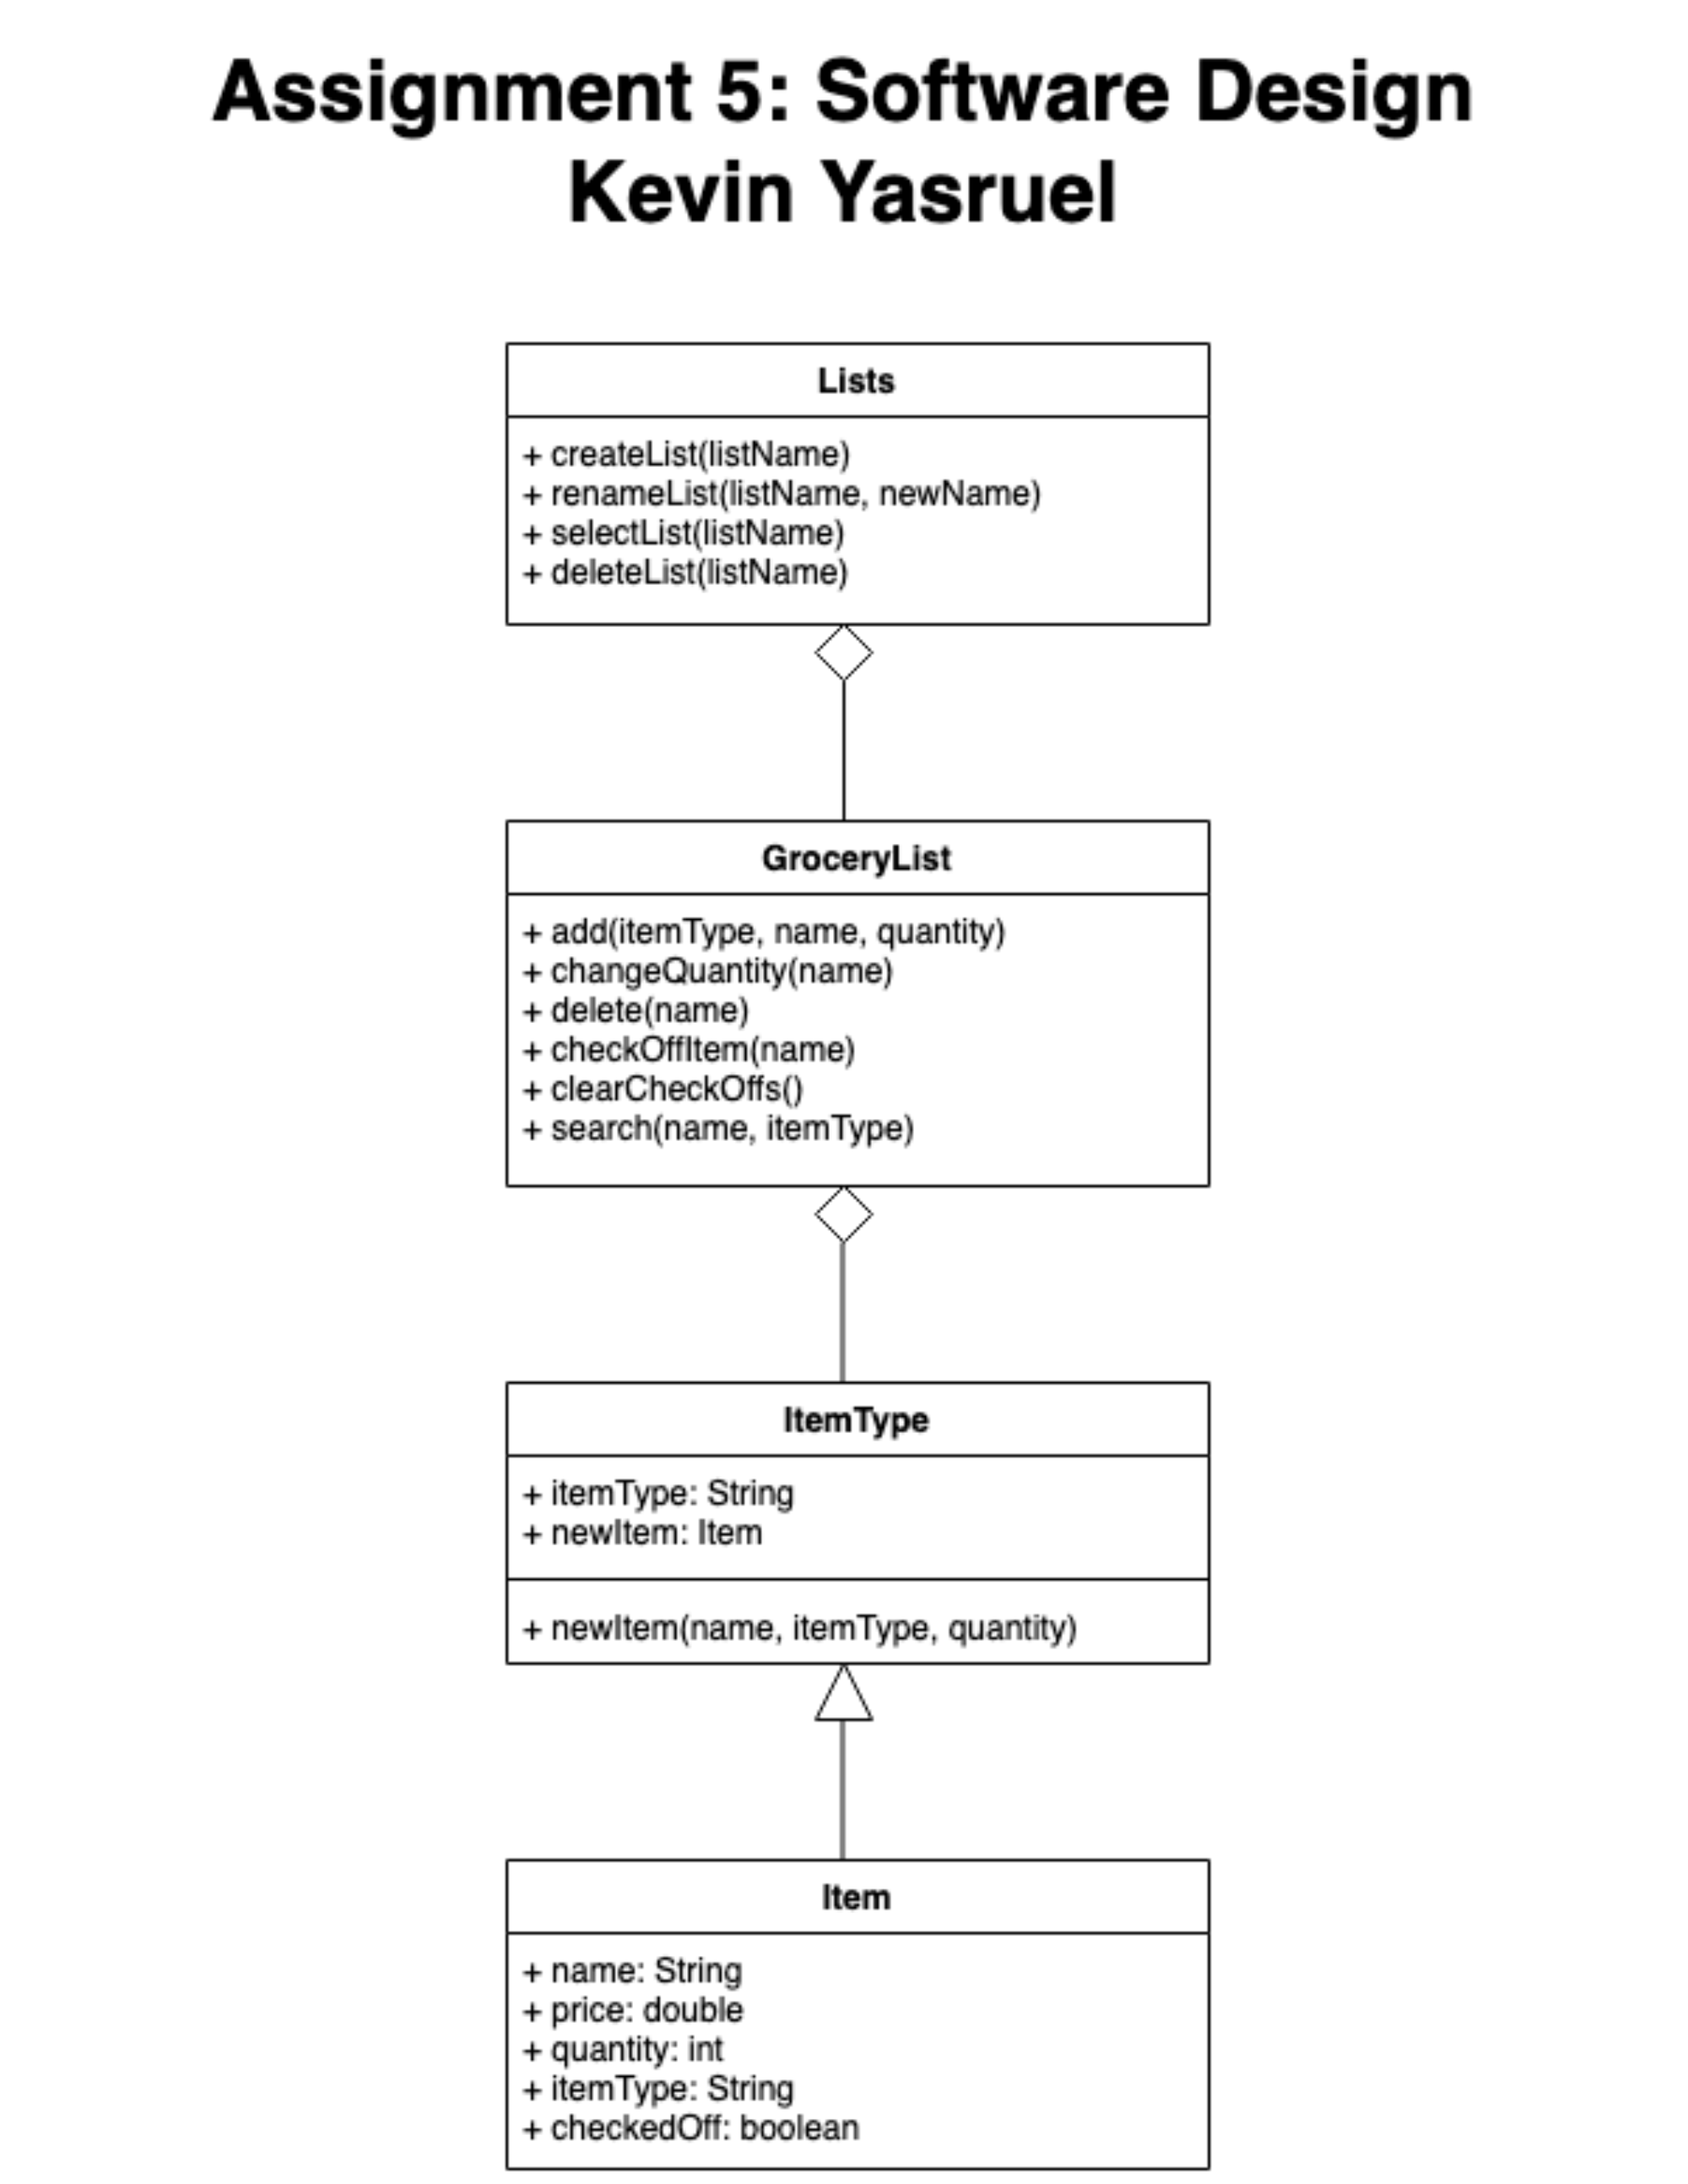 Assignment 5: Software Design
Kevin Yasruel
Lists
+ createList(listName)
+ renameList(listName, newName)
+ selectList(listName)
+ deleteList(listName)
GroceryList
+ add(itemType, name, quantity)
+ changeQuantity(name)
+ delete(name)
+ checkOffItem(name)
+ clearCheckOffs()
+ search(name, itemType)
ItemType
+ itemType: String
+ newItem: Item
+ newItem(name, itemType, quantity)
Item
+ name: String
+ price: double
+ quantity: int
+ itemType: String
+ checkedOff: boolean